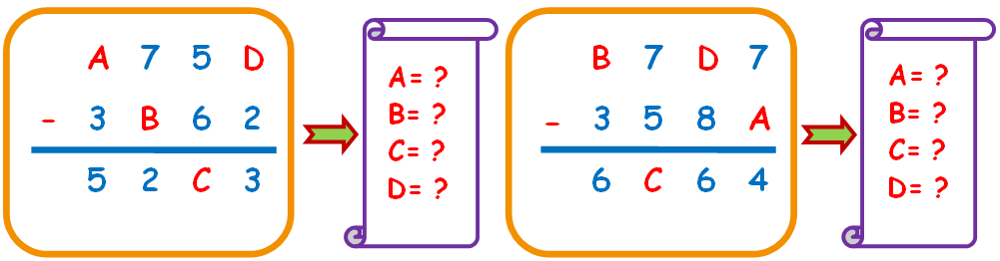 A 7 5 D
- 3 B 6 2
5 2 C 3
A= ?
B= ?
C= ?
D= ?
B 7 D 7
- 3 5 8 A
6 C 6 4
A= ?
B= ?
C= ?
D= ?